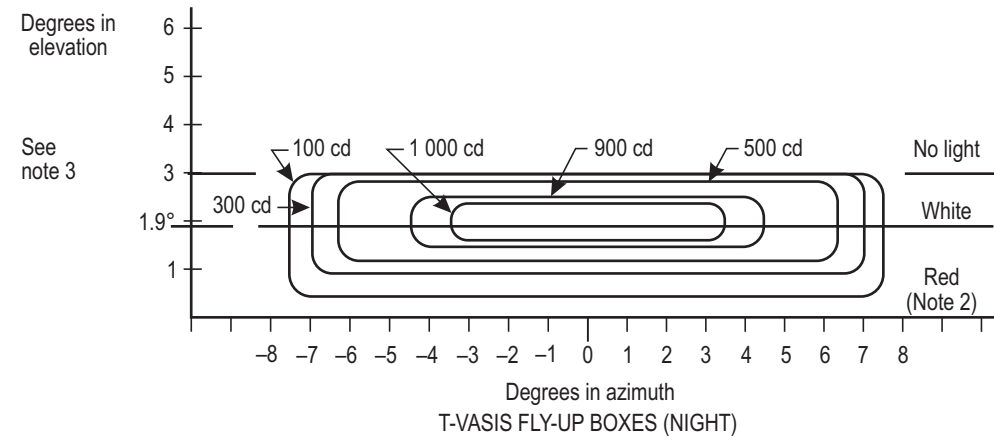 Degrees in
elevation
6
5
4
See
note 3
100 cd
1 000 cd
900 cd
500 cd
No light
3
300 cd
1.9°
White
1
Red
(Note 2)
–8 –7 –6 –5 –4 –3 –2 –1 0 1 2 3 4 5 6 7 8
Degrees in azimuth
T-VASIS FLY-UP BOXES (NIGHT)